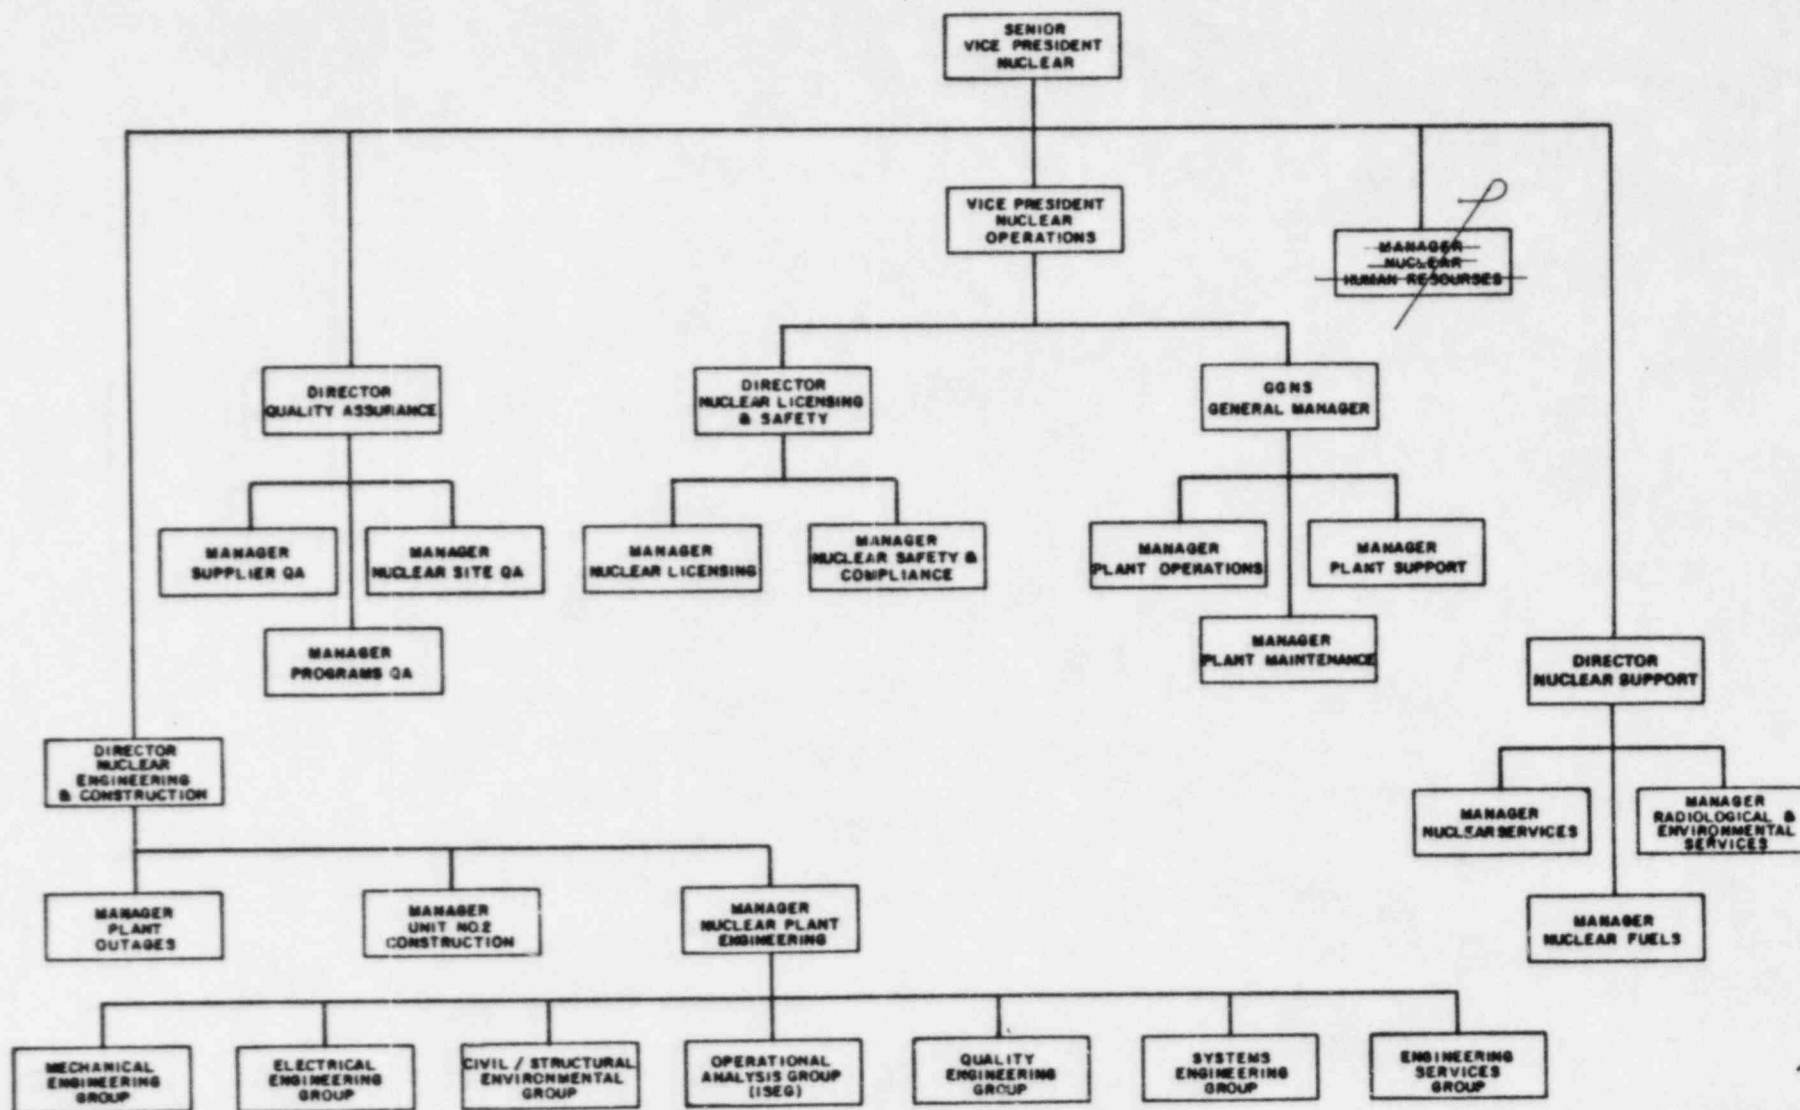 SENIOR
VICE PRESIDENT
NUCLEAR
VICE PRESIDENT
NUCLEAR
OPERATIONS
MANAGER
NUCLEAR
HUMAN RESOURSES
DIRECTOR
QUALITY ASSURANCE
DIRECTOR
NUCLEAR LICENSING
& SAFETY
GGNS
GENERAL MANAGER
MANAGER
SUPPLIER QA
MANAGER
NUCLEAR SITE QA
MANAGER
NUCLEAR LICENSING
MANAGER
NUCLEAR SAFETY &
COMPLIANCE
MANAGER
PLANT OPERATIONS
MANAGER
PLANT SUPPORT
MANAGER
PROGRAMS QA
MANAGER
PLANT MAINTENANCE
DIRECTOR
NUCLEAR SUPPORT
DIRECTOR
NUCLEAR
ENGINEERING
& CONSTRUCTION
MANAGER
NUCLEAR SERVICES
MANAGER
RADIOLOGICAL &
ENVIRONMENTAL
SERVICES
MANAGER
PLANT
OUTAGES
MANAGER
UNIT NO.2
CONSTRUCTION
MANAGER
NUCLEAR PLANT
ENGINEERING
MANAGER
NUCLEAR FUELS
MECHANICAL
ENGINEERING
GROUP
ELECTRICAL
ENGINEERING
GROUP
CIVIL / STRUCTURAL
ENVIRONMENTAL
GROUP
OPERATIONAL
ANALYSIS GROUP
(ISEG)
QUALITY
ENGINEERING
GROUP
SYSTEMS
ENGINEERING
GROUP
ENGINEERING
SERVICES
GROUP